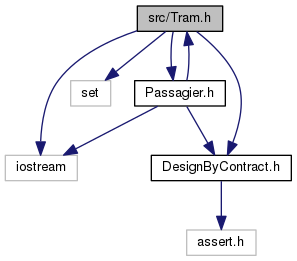 src/Tram.h
set
Passagier.h
iostream
DesignByContract.h
assert.h